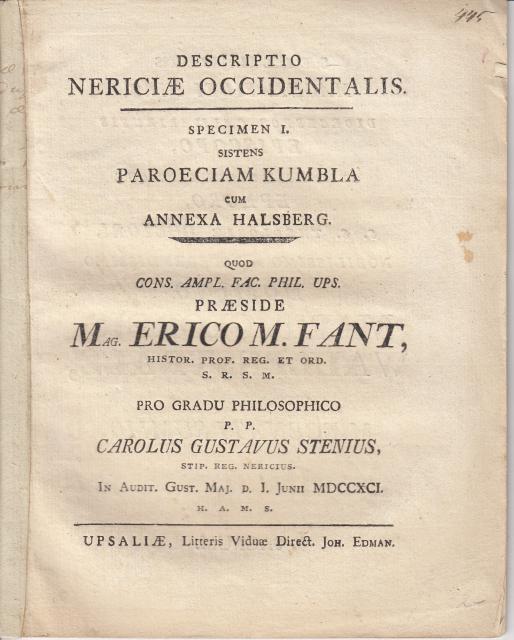 445
DESCRIPTIO
NERICIÆ OCCIDENTALIS.
SPECIMEN I.
SISTENS
PAROECIAM KUMBLA
CUM
ANNEXA HALSBERG.
QUOD
CONS. AMPL. FAC. PHIL. UPS.
PRÆSIDE
MAG. ERICO M. FANT,
HISTOR. PROF. REG. ET ORD.
S. R. S. M.
PRO GRADU PHILOSOPHICO
P. P.
CAROLUS GUSTAVUS STENIUS,
STIP. REG. NERICIUS.
IN AUDIT. GUST. MAJ. D. I. JUNII MDCCXCI.
H. A. M. S.
UPSALIÆ, Litteris Viduæ Direct. JOH. EDMAN.